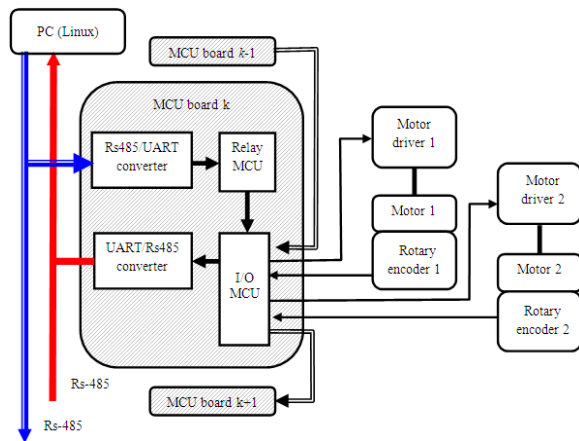 PC (Linux)
MCU board k-1
MCU board k
Rs485/UART
converter
Relay
MCU
Motor
driver 1
Motor
driver 2
UART/Rs485
converter
I/O
MCU
Motor 1
Rotary
encoder 1
Motor 2
Rotary
encoder 2
Rs-485
MCU board k+1
Rs-485